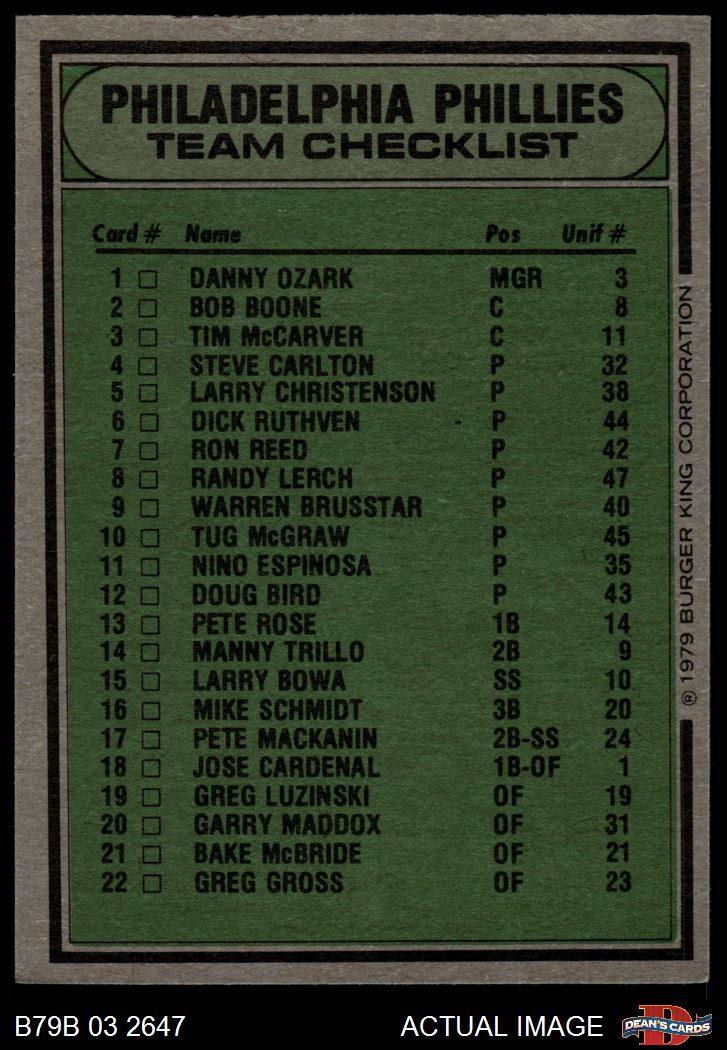 PHILADELPHIA PHILLIES
TEAM CHECKLIST
Card # Name Pos Unif #
1 □ DANNY OZARK MGR 3
2 □ BOB BOONE C 8
3 □ TIM McCARVER C 11
4 □ STEVE CARLTON P 32
5 □ LARRY CHRISTENSON P 38
6 □ DICK RUTHVEN P 44
7 □ RON REED P 42
8 □ RANDY LERCH P 47
9 □ WARREN BRUSSTAR P 40
10 □ TUG McGRAW P 45
11 □ NINO ESPINOSA P 35
12 □ DOUG BIRD P 43
13 □ PETE ROSE 1B 14
14 □ MANNY TRILLO 2B 9
15 □ LARRY BOWA SS 10
16 □ MIKE SCHMIDT 3B 20
17 □ PETE MACKANIN 2B-SS 24
18 □ JOSE CARDENAL 1B-OF 1
19 □ GREG LUZINSKI OF 19
20 □ GARRY MADDOX OF 31
21 □ BAKE McBRIDE OF 21
22 □ GREG GROSS OF 23
® 1979 BURGER KING CORPORATION
B79B 03 2647 ACTUAL IMAGE
D
DEAN'S CARDS